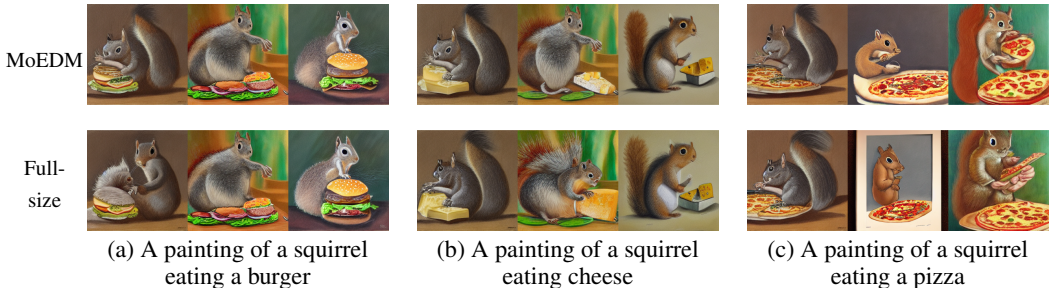 MoEDM
Full-
size
(a) A painting of a squirrel
eating a burger
(b) A painting of a squirrel
eating cheese
(c) A painting of a squirrel
eating a pizza